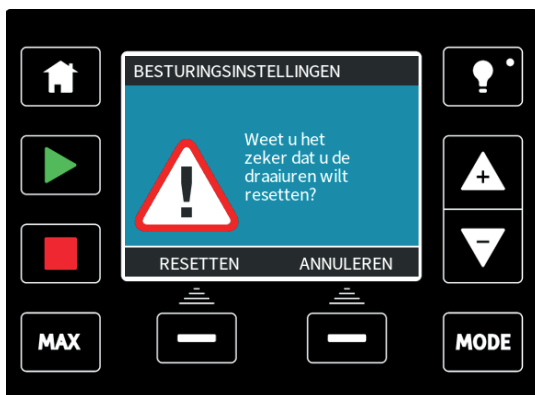 BESTURINGSINSTELLINGEN
Weet u het
zeker dat u de
draaiuren wilt
resetten?
RESETTEN ANNULEREN
MAX
MODE